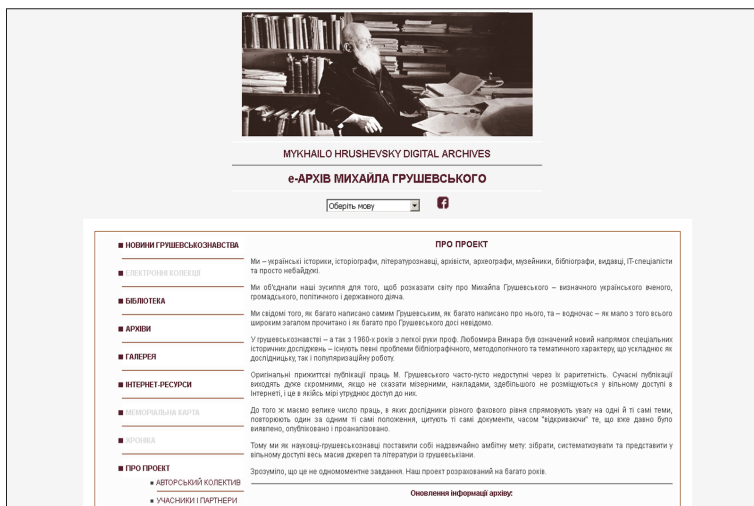 MYKHAILO HRUSHEVSKY DIGITAL ARCHIVES
е-АРХІВ МИХАЙЛА ГРУШЕВСЬКОГО
Оберіть мову
НОВИНИ ГРУШЕВСЬКОЗНАВСТВА
ЕЛЕКТРОННІ КОЛЕКЦІЇ
БІБЛІОТЕКА
АРХІВИ
ГАЛЕРЕЯ
ІНТЕРНЕТ-РЕСУРСИ
МЕМОРІАЛЬНА КАРТА
ХРОНІКА
ПРО ПРОЕКТ
АВТОРСЬКИЙ КОЛЕКТИВ
УЧАСНИКИ І ПАРТНЕРИ
ПРО ПРОЕКТ
Ми – українські історики, історіографи, літературознавці, архівісти, археографи, музейники, бібліографи, видавці, ІТ-спеціалісти
та просто небайдужі.
Ми об'єднали наші зусилля для того, щоб розказати світу про Михайла Грушевського – визначного українського вченого,
громадського, політичного і державного діяча.
Ми свідомі того, як багато написано самим Грушевським, як багато написано про нього, та – водночас – як мало з того всього
широким загалом прочитано і як багато про Грушевського досі невідомо.
У грушевськознавстві – а так з 1960-х років з легкої руки проф. Любомира Винара був означений новий напрямок спеціальних
історичних досліджень – існують певні проблеми бібліографічного, методологічного та тематичного характеру, що ускладнює як
дослідницьку, так і популяризаційну роботу.
Оригінальні прижиттєві публікації праць М. Грушевського часто-густо недоступні через їх раритетність. Сучасні публікації
виходять дуже скромними, якщо не сказати мізерними, накладами, здебільшого не розміщуються у вільному доступі в
Інтернеті, і це в якійсь мірі утруднює доступ до них.
До того ж маємо велике число праць, в яких дослідники різного фахового рівня спрямовують увагу на одні й ті самі теми,
повторюють один за одним ті самі положення, цитують ті самі документи, часом "відкриваючи" те, що вже давно було
виявлено, опубліковано і проаналізовано.
Тому ми як науковці-грушевськознавці поставили собі надзвичайно амбітну мету: зібрати, систематизувати та представити у
вільному доступі весь масив джерел та літератури із грушевськіани.
Зрозуміло, що це не одномоментне завдання. Наш проект розрахований на багато років.
Оновлення інформації архіву: